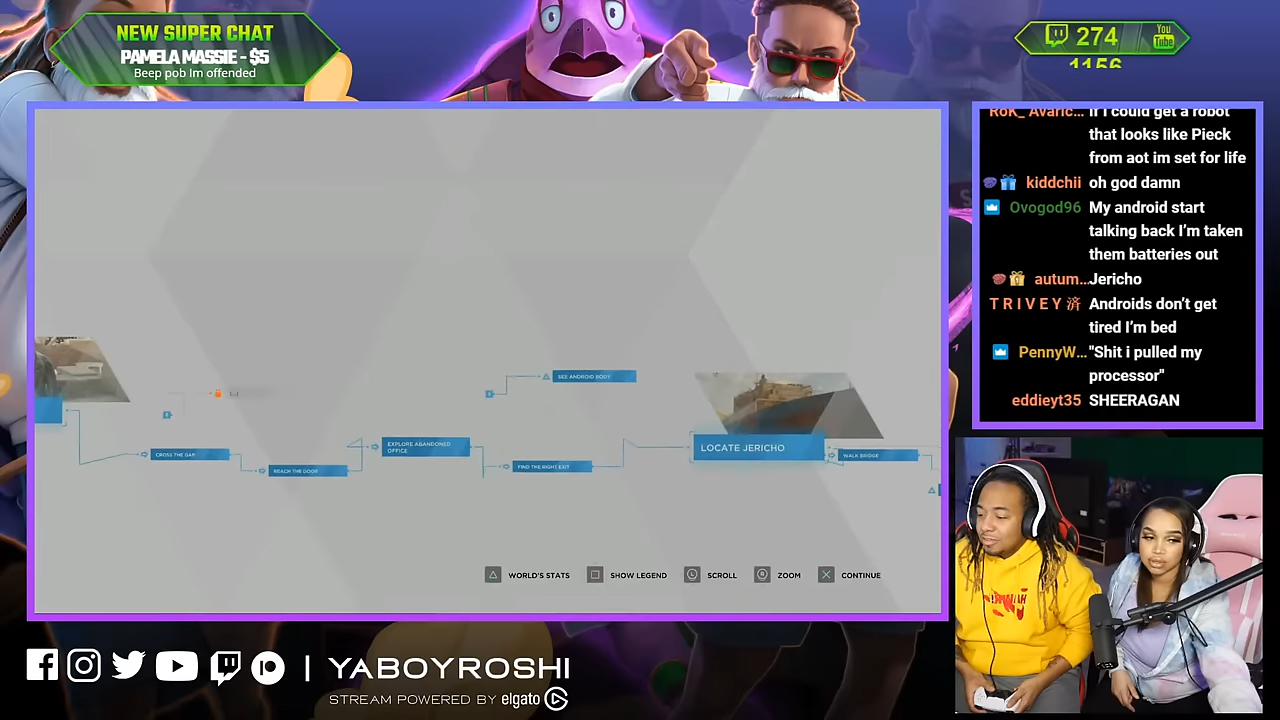 NEW SUPER CHAT
PAMELA MASSIE - $5
Beep pob Im offended
274
You
Tube
1156
RoK_ Avaric... If I could get a robot
that looks like Pieck
from aot im set for life
kiddchii oh god damn
Ovogod96 My android start
talking back I’m taken
them batteries out
autum... Jericho
T R I V E Y 済 Androids don’t get
tired I’m bed
PennyW... "Shit i pulled my
processor"
eddieyt35 SHEERAGAN
SEE ANDROID BODY
CROSS THE GAP
REACH THE DOOR
EXPLORE ABANDONED
OFFICE
FIND THE RIGHT EXIT
LOCATE JERICHO
WALK BRIDGE
WORLD'S STATS
SHOW LEGEND
SCROLL
ZOOM
CONTINUE
| YABOYROSHI
STREAM POWERED BY elgato